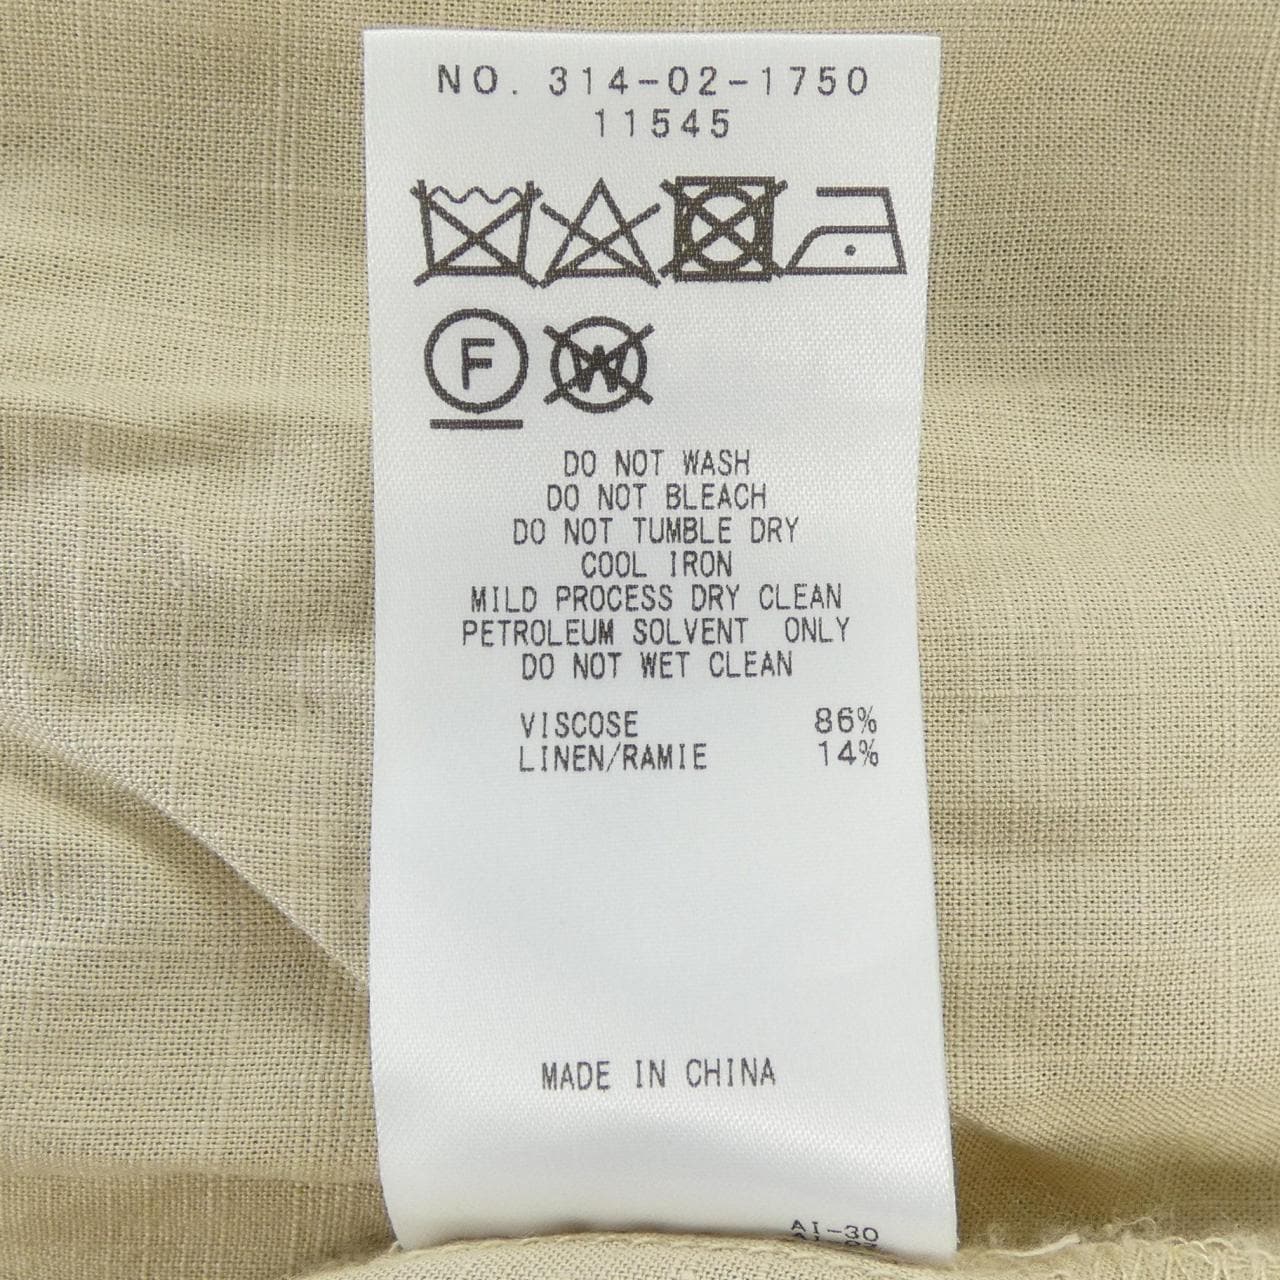 NO. 314-02-1750
11545
F
W
DO NOT WASH
DO NOT BLEACH
DO NOT TUMBLE DRY
COOL IRON
MILD PROCESS DRY CLEAN
PETROLEUM SOLVENT ONLY
DO NOT WET CLEAN
VISCOSE 86%
LINEN/RAMIE 14%
MADE IN CHINA
AI-30